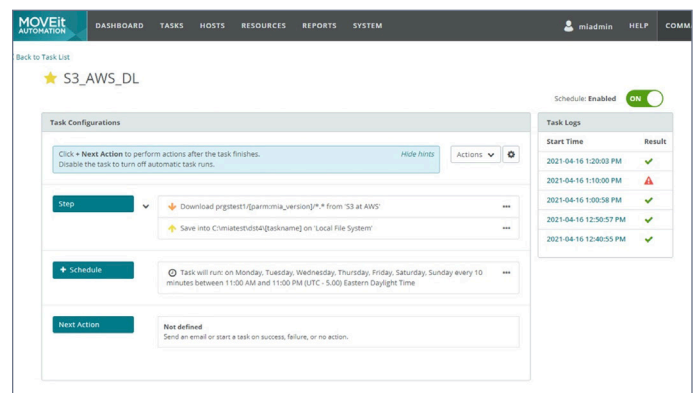 MOVEit
AUTOMATION
DASHBOARD TASKS HOSTS RESOURCES REPORTS SYSTEM
miadmin HELP COMM
Back to Task List
S3_AWS_DL
Schedule: Enabled ON
Task Configurations
Click + Next Action to perform actions after the task finishes.
Disable the task to turn off automatic task runs.
Hide hints
Actions
Step
Download prgstest1/[parm:mia_version]/*.* from 'S3 at AWS'
Save into C:\miatest\dst4\[taskname] on 'Local File System'
+ Schedule
Task will run: on Monday, Tuesday, Wednesday, Thursday, Friday, Saturday, Sunday every 10
minutes between 11:00 AM and 11:00 PM (UTC - 5.00) Eastern Daylight Time
Next Action
Not defined
Send an email or start a task on success, failure, or no action.
Task Logs
Start Time Result
2021-04-16 1:20:03 PM
2021-04-16 1:10:00 PM
2021-04-16 1:00:58 PM
2021-04-16 12:50:57 PM
2021-04-16 12:40:55 PM